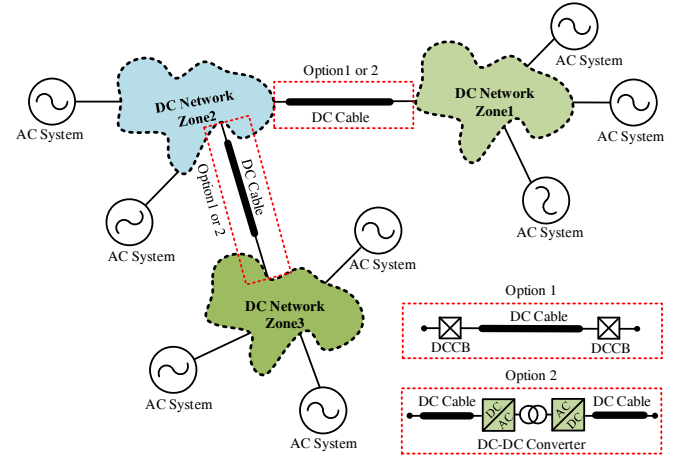 AC System
Option1 or 2
AC System
DC Network
Zone2
DC Cable
DC Network
Zone1
AC System
AC System
Option1 or 2
DC Cable
AC System
AC System
AC System
DC Network
Zone3
AC System
AC System
Option 1
DC Cable
DCCB
DCCB
Option 2
DC Cable
DC
AC
AC
DC
DC Cable
DC-DC Converter